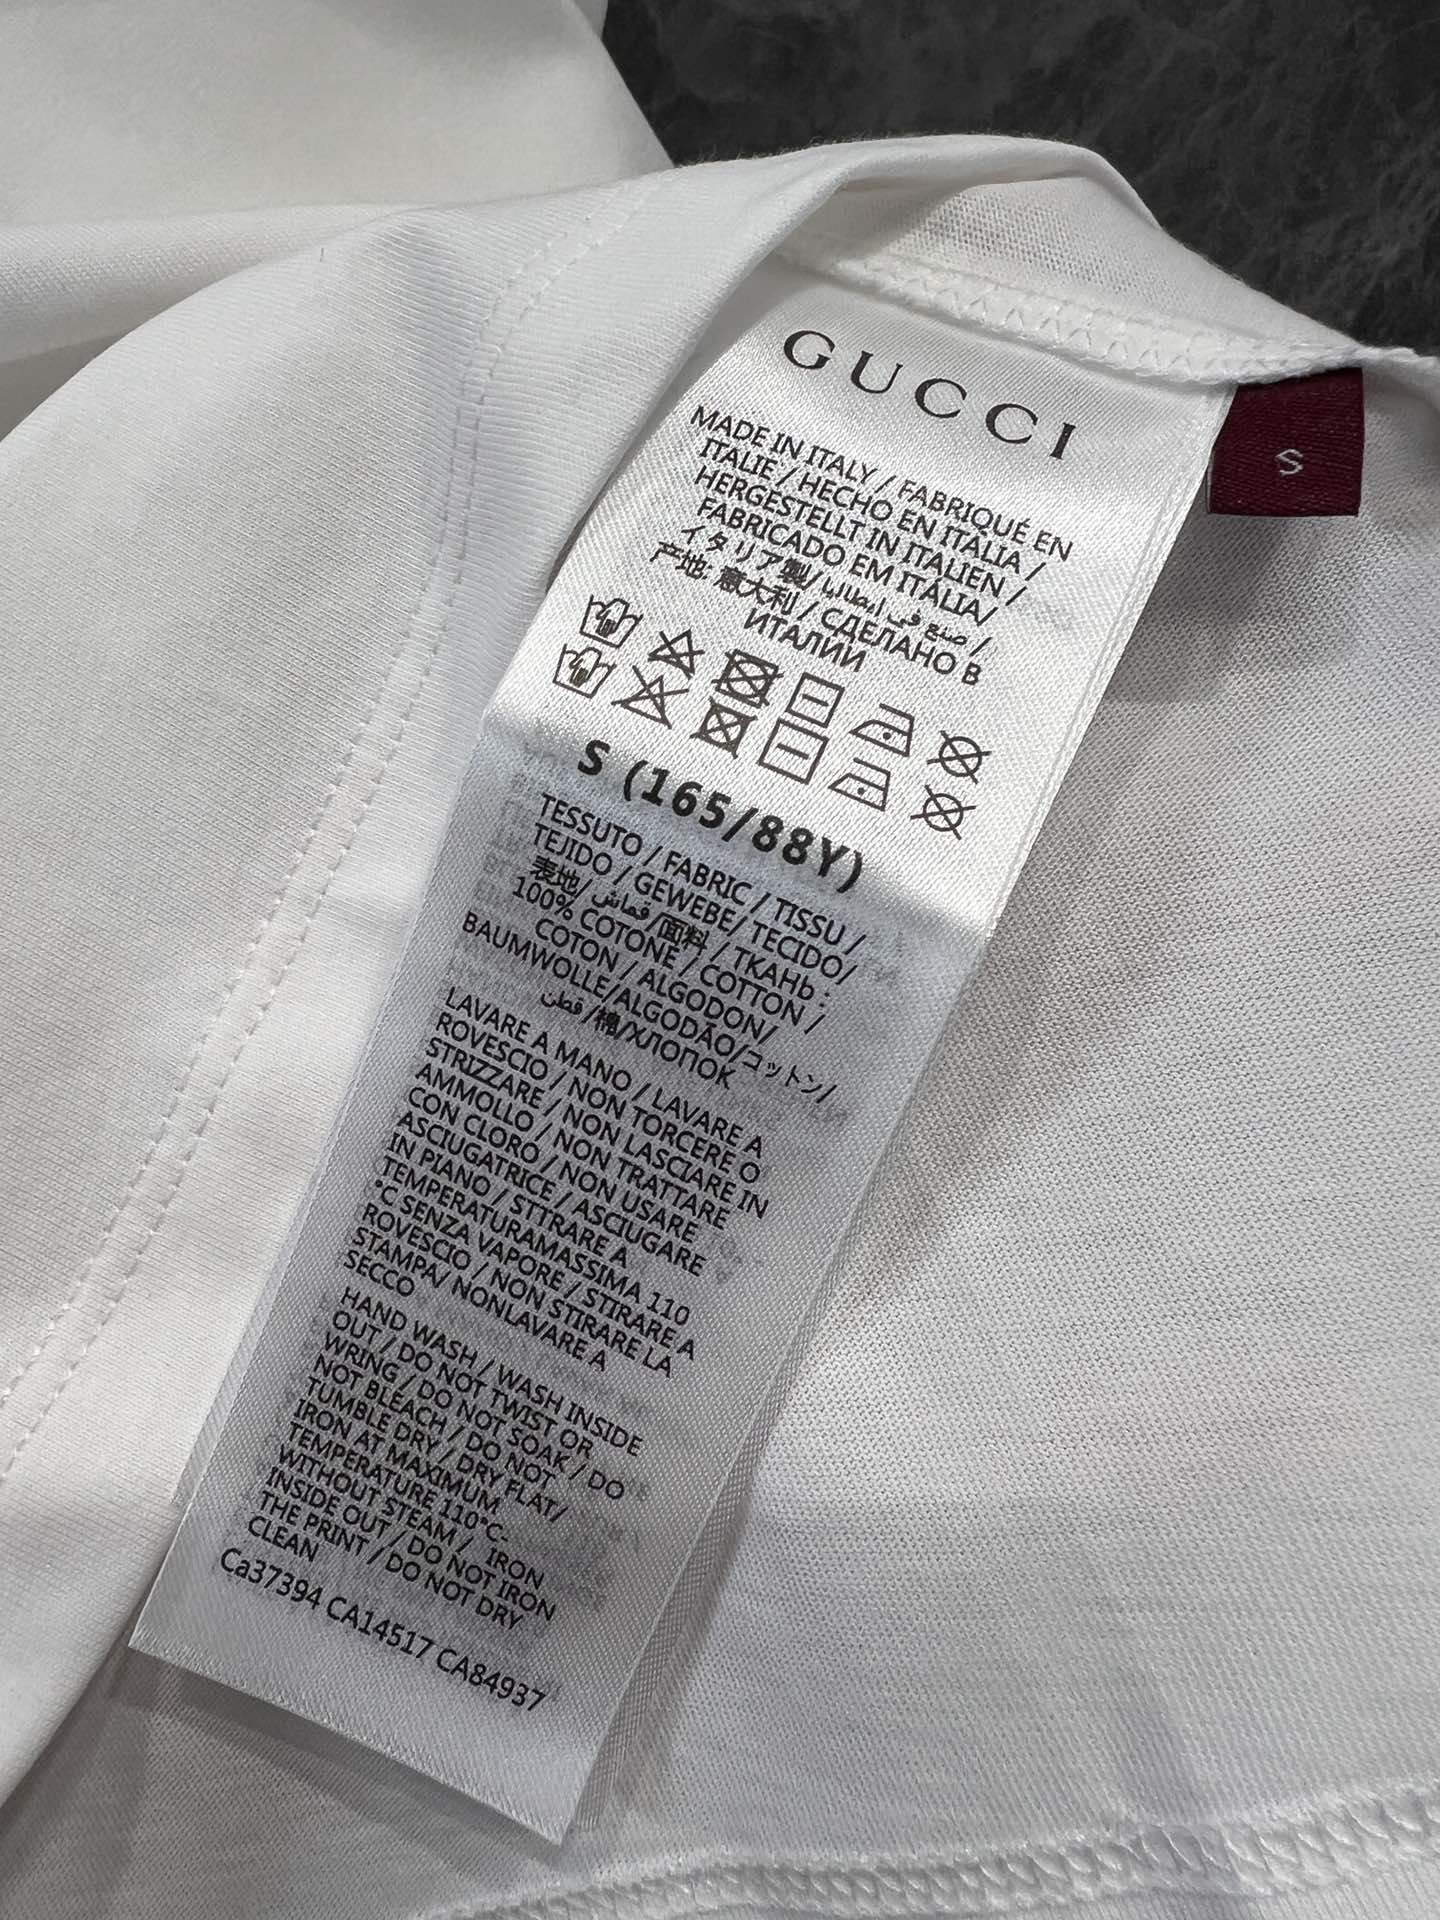 GUCCI
S
MADE IN ITALY / FABRIQUÉ EN
ITALIE / HECHO EN ITALIA /
HERGESTELLT IN ITALIEN /
FABRICADO EM ITÁLIA/
イタリア製/صنع في إيطاليا /
产地: 意大利 / СДЕЛАНО В
ИТАЛИИ
S (165/88Y)
TESSUTO / FABRIC / TISSU /
TEJIDO / GEWEBE/ TECIDO/
表地/ قماش/面料 / ТКАНЬ :
100% COTONE / COTTON /
COTON / ALGODON/
BAUMWOLLE/ALGODÃO/コットン/
قطن /棉/ХЛОПОК
LAVARE A MANO / LAVARE A
ROVESCIO / NON TORCERE O
STRIZZARE / NON LASCIARE IN
AMMOLLO / NON TRATTARE
CON CLORO / NON USARE
ASCIUGATRICE / ASCIUGARE
IN PIANO / STTRARE A
TEMPERATURAMASSIMA 110
°C SENZA VAPORE / STIRARE A
ROVESCIO / NON STIRARE LA
STAMPA/ NONLAVARE A
SECCO
HAND WASH / WASH INSIDE
OUT / DO NOT TWIST OR
WRING / DO NOT SOAK / DO
NOT BLEACH / DO NOT
TUMBLE DRY / DRY FLAT/
IRON AT MAXIMUM
TEMPERATURE 110°C-
WITHOUT STEAM / IRON
INSIDE OUT / DO NOT IRON
THE PRINT / DO NOT DRY
CLEAN
Ca37394 CA14517 CA84937